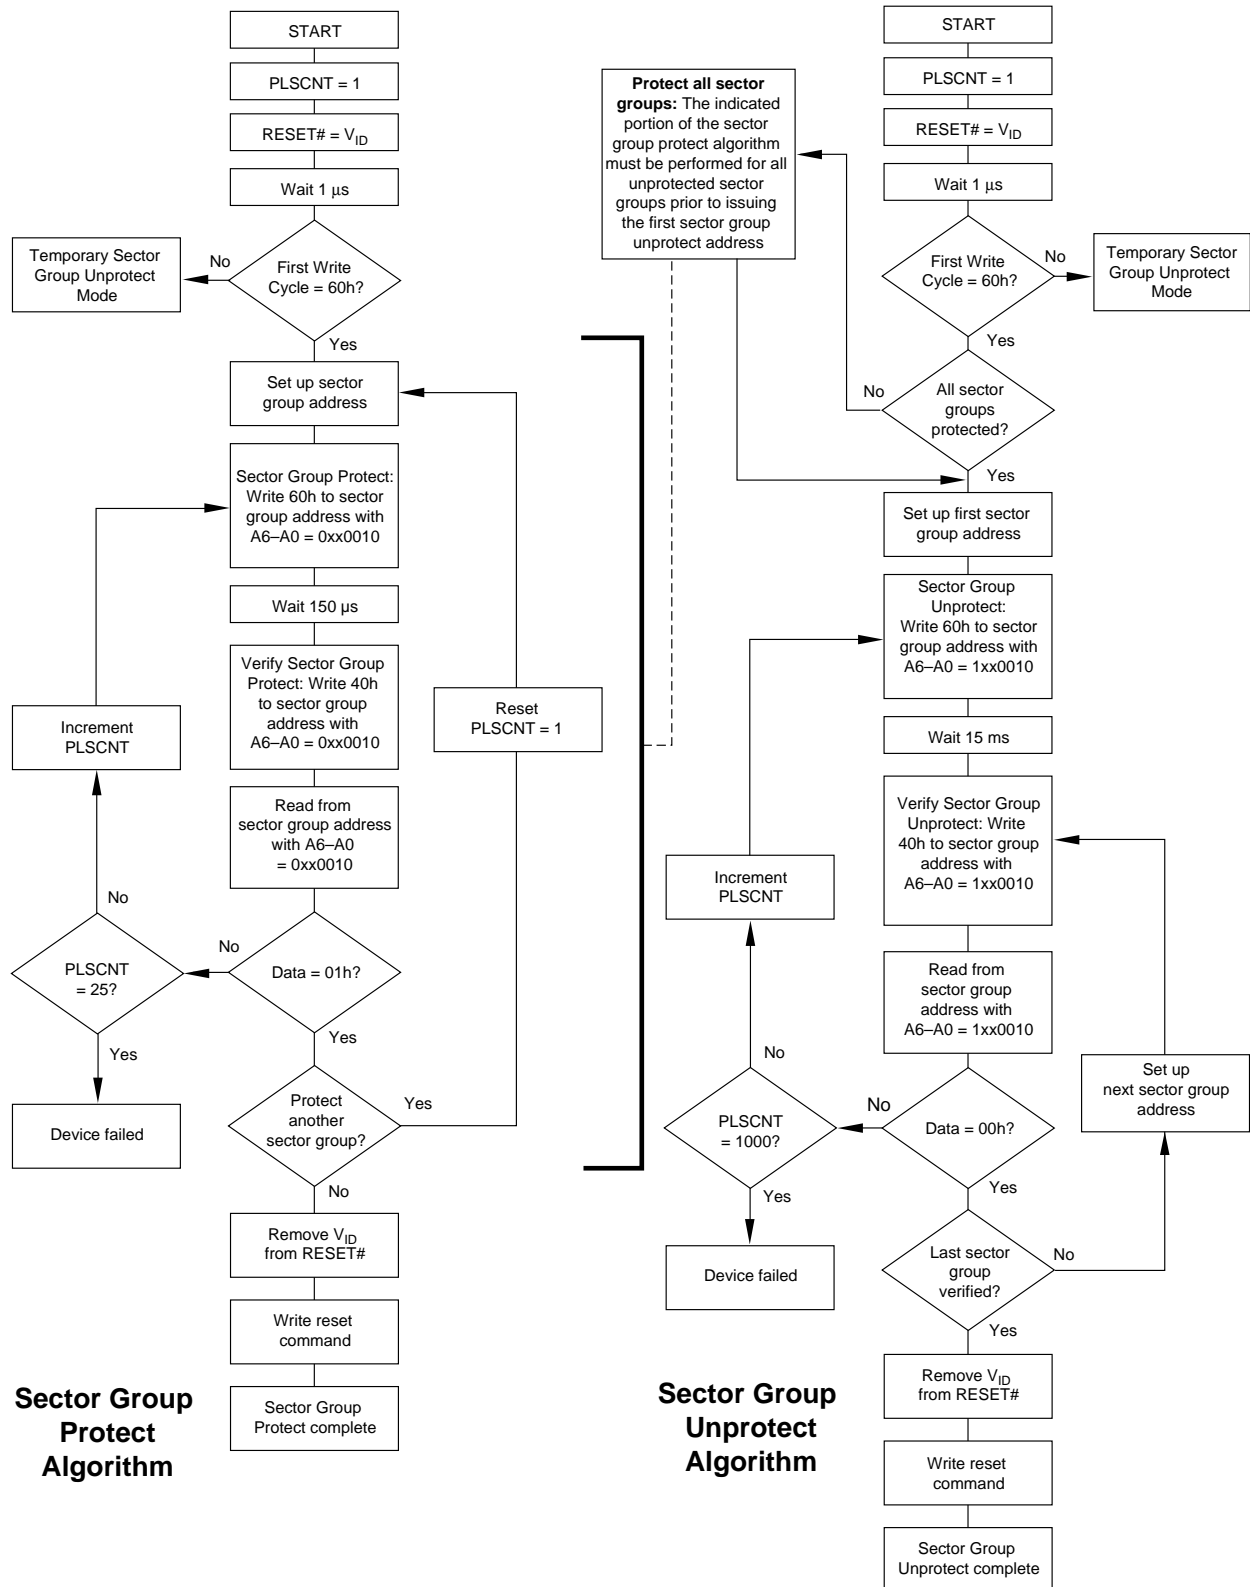 START
PLSCNT = 1
RESET# = VID
Wait 1 μs
First Write
Cycle = 60h?
No
Temporary Sector
Group Unprotect
Mode
Yes
Set up sector
group address
Sector Group Protect:
Write 60h to sector
group address with
A6–A0 = 0xx0010
Wait 150 µs
Verify Sector Group
Protect: Write 40h
to sector group
address with
A6–A0 = 0xx0010
Reset
PLSCNT = 1
Increment
PLSCNT
Read from
sector group address
with A6–A0
= 0xx0010
No
No
Data = 01h?
PLSCNT
= 25?
Yes
Yes
Device failed
Protect
another
sector group?
Yes
No
Remove VID
from RESET#
Write reset
command
Sector Group
Protect complete
Sector Group
Protect
Algorithm
START
PLSCNT = 1
RESET# = VID
Wait 1 μs
Protect all sector
groups: The indicated
portion of the sector
group protect algorithm
must be performed for all
unprotected sector
groups prior to issuing
the first sector group
unprotect address
First Write
Cycle = 60h?
No
Temporary Sector
Group Unprotect
Mode
Yes
No
All sector
groups
protected?
Yes
Set up first sector
group address
Sector Group
Unprotect:
Write 60h to sector
group address with
A6–A0 = 1xx0010
Wait 15 ms
Verify Sector Group
Unprotect: Write
40h to sector group
address with
A6–A0 = 1xx0010
Increment
PLSCNT
Read from
sector group
address with
A6–A0 = 1xx0010
No
No
Set up
next sector group
address
PLSCNT
= 1000?
Data = 00h?
Yes
Yes
Device failed
Last sector
group
verified?
No
Yes
Remove VID
from RESET#
Write reset
command
Sector Group
Unprotect complete
Sector Group
Unprotect
Algorithm